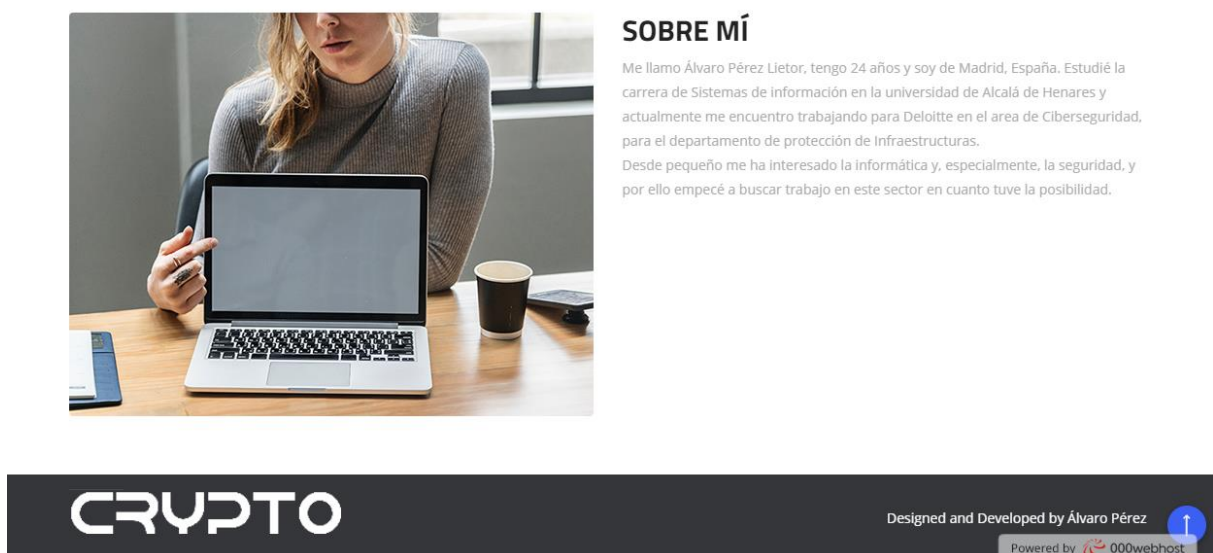 SOBRE MÍ
Me llamo Álvaro Pérez Lietor, tengo 24 años y soy de Madrid, España. Estudié la
carrera de Sistemas de información en la universidad de Alcalá de Henares y
actualmente me encuentro trabajando para Deloitte en el area de Ciberseguridad,
para el departamento de protección de Infraestructuras.
Desde pequeño me ha interesado la informática y, especialmente, la seguridad, y
por ello empecé a buscar trabajo en este sector en cuanto tuve la posibilidad.
CRYPTO
Designed and Developed by Álvaro Pérez
Powered by 000webhost